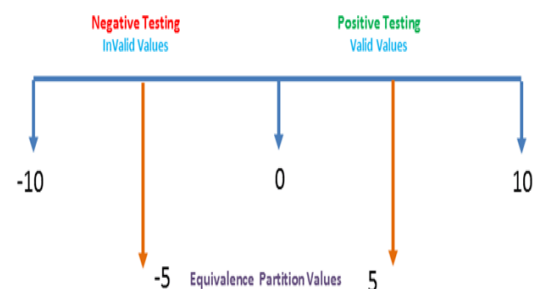 Negative Testing
InValid Values
Positive Testing
Valid Values
-10
0
10
-5
Equivalence Partition Values
5